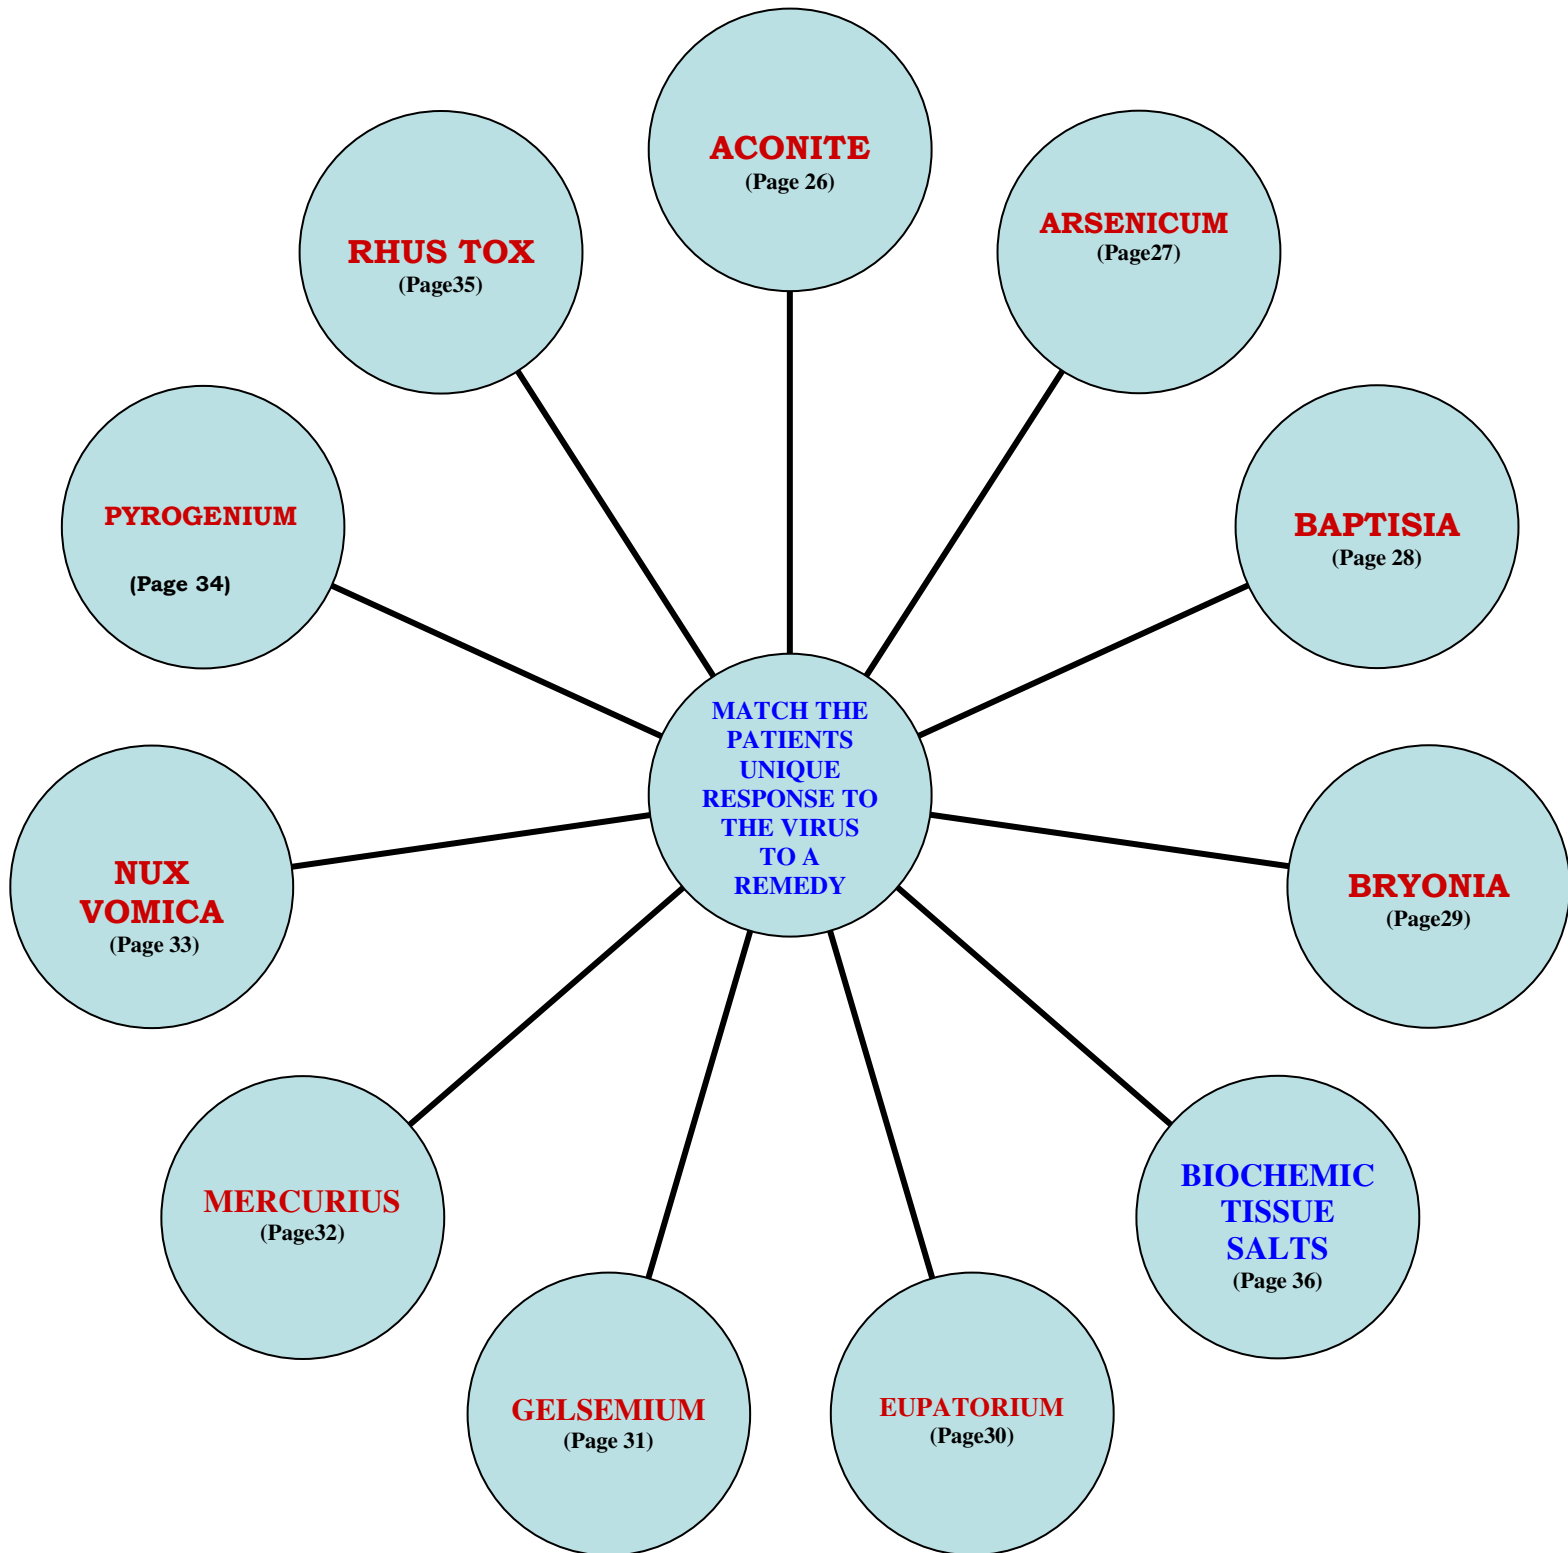 ACONITE
(Page 26)
ARSENICUM
(Page27)
BAPTISIA
(Page 28)
BRYONIA
(Page29)
BIOCHEMIC
TISSUE
SALTS
(Page 36)
EUPATORIUM
(Page30)
GELSEMIUM
(Page 31)
MERCURIUS
(Page32)
NUX
VOMICA
(Page 33)
PYROGENIUM
(Page 34)
RHUS TOX
(Page35)
MATCH THE
PATIENTS
UNIQUE
RESPONSE TO
THE VIRUS
TO A
REMEDY